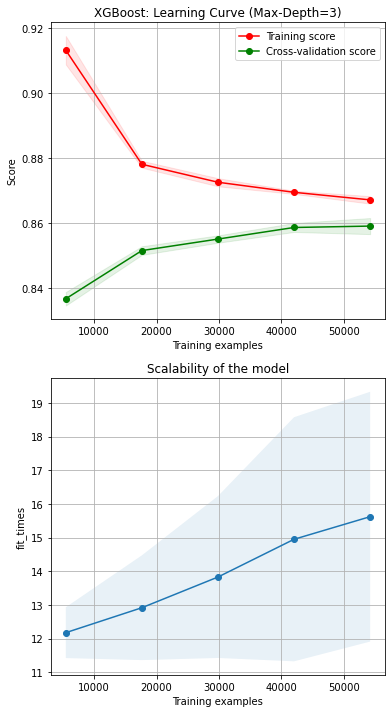 XGBoost: Learning Curve (Max-Depth=3)
Training score
Cross-validation score
0.92
0.90
0.88
0.86
0.84
Score
10000 20000 30000 40000 50000
Training examples
Scalability of the model
19
18
17
16
15
14
13
12
11
fit_times
10000 20000 30000 40000 50000
Training examples